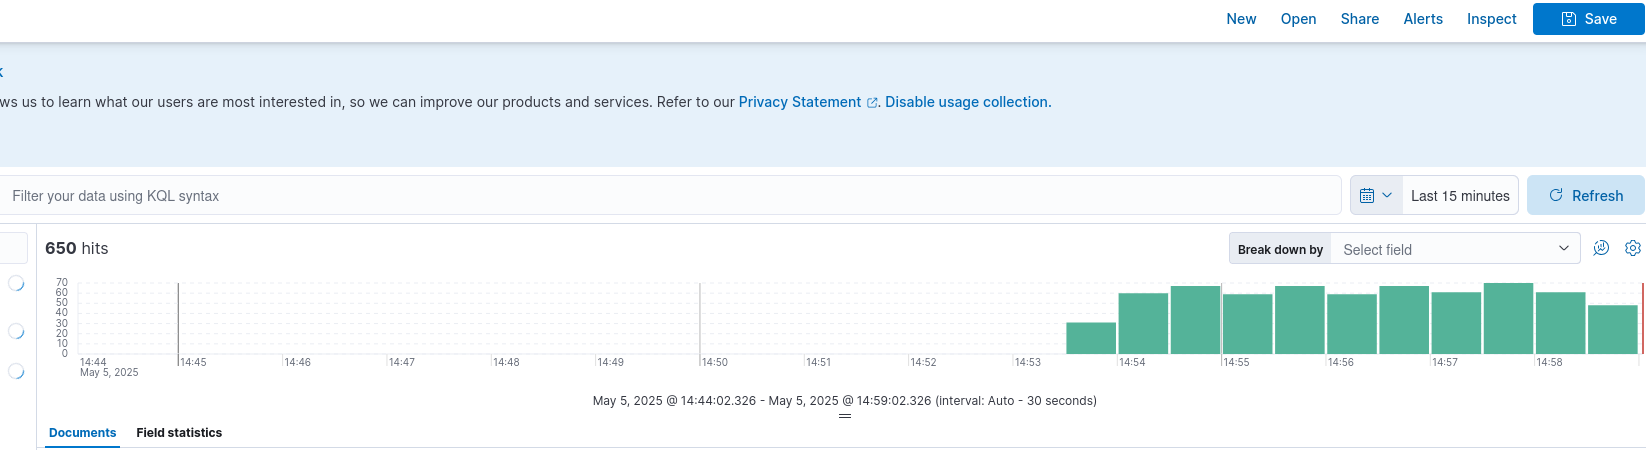 New Open Share Alerts Inspect Save
ws us to learn what our users are most interested in, so we can improve our products and services. Refer to our Privacy Statement. Disable usage collection.
Filter your data using KQL syntax
Last 15 minutes
Refresh
650 hits
Break down by Select field
70
60
50
40
30
20
10
0
14:44 14:45 14:46 14:47 14:48 14:49 14:50 14:51 14:52 14:53 14:54 14:55 14:56 14:57 14:58
May 5, 2025
May 5, 2025 @ 14:44:02.326 - May 5, 2025 @ 14:59:02.326 (interval: Auto - 30 seconds)
Documents Field statistics